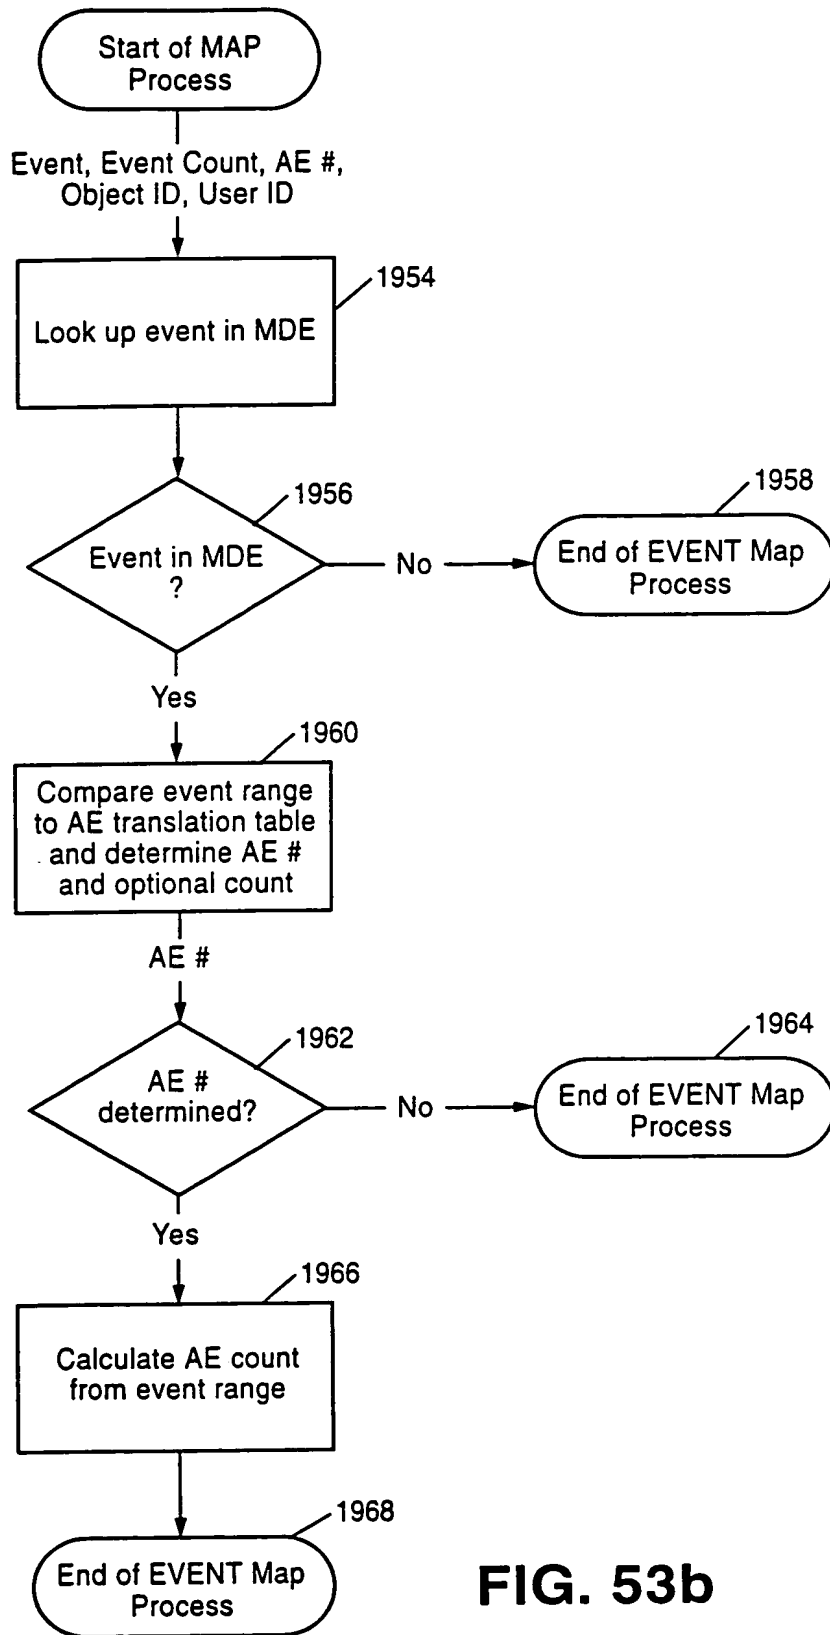 Start of MAP
Process
Event, Event Count, AE #,
Object ID, User ID
1954
Look up event in MDE
1956
Event in MDE
?
No
1958
End of EVENT Map
Process
Yes
1960
Compare event range
to AE translation table
and determine AE #
and optional count
AE #
1962
AE #
determined?
No
1964
End of EVENT Map
Process
Yes
1966
Calculate AE count
from event range
1968
End of EVENT Map
Process
FIG. 53b